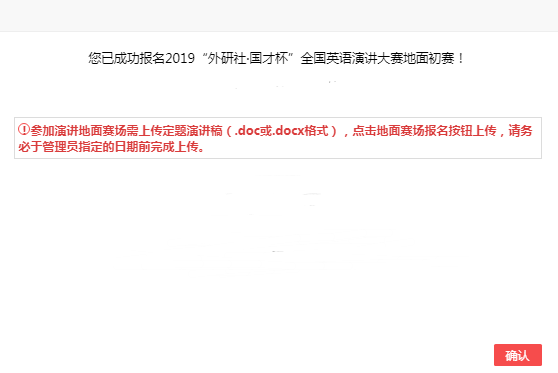 您已成功报名2019“外研社·国才杯”全国英语演讲大赛地面初赛！
参加演讲地面赛场需上传定题演讲稿（.doc或.docx格式），点击地面赛场报名按钮上传，请务
必于管理员指定的日期前完成上传。
确认